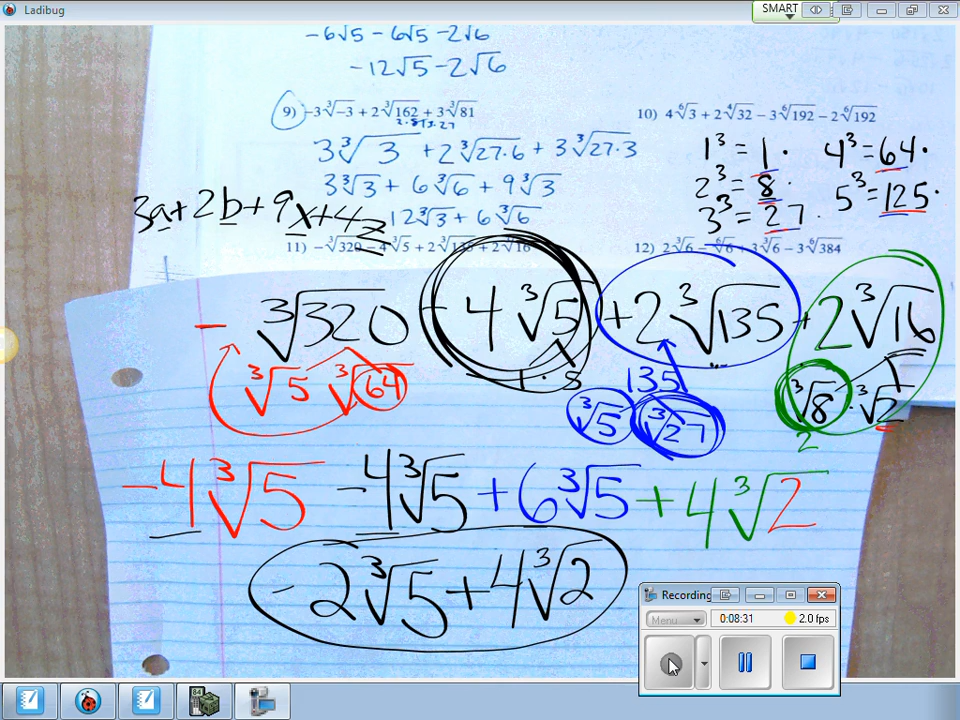 Ladibug
SMART
-6√5 - 6√5 - 2√6
-12√5 - 2√6
9) -3∛-3 + 2∛162 + 3∛81
10) 4⁶√3 + 2⁴√32 - 3⁶√192 - 2⁶√192
3∛3 + 2∛27·6 + 3∛27·3
3∛3 + 6∛6 + 9∛3
12∛3 + 6∛6
1³ = 1 · 4³ = 64 ·
2³ = 8 · 5³ = 125 ·
3³ = 27 ·
3a + 2b + 9x + 4z
11) -∛320 - 4∛5 + 2∛135 + 2∛16
12) 2∛6 - ⁶√6 + 3∛6 - 3∛384
- ∛320 - 4∛5 + 2∛135 + 2∛16
∛5 ∛64 1·5 135 ∛8 · ∛2
∛5 ∛27 2
-4∛5 - 4∛5 + 6∛5 + 4∛2
-2∛5 + 4∛2
Recording
Menu 0:08:31 2.0 fps